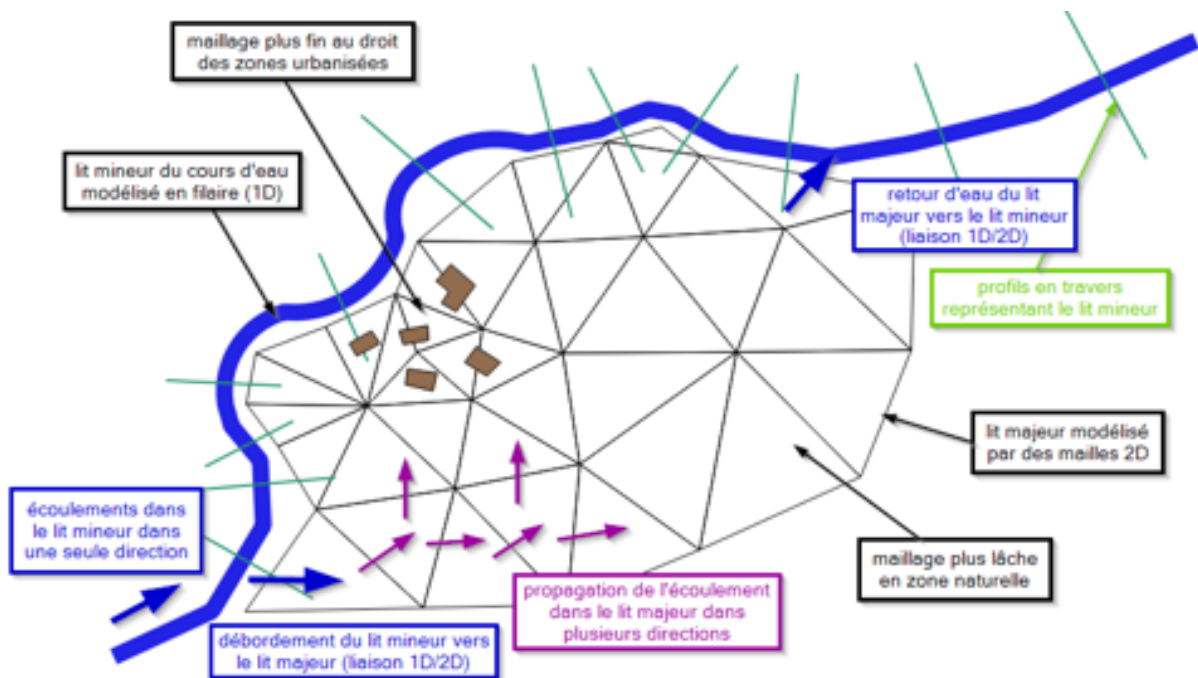 maillage plus fin au droit
des zones urbanisées
lit mineur du cours d'eau
modélisé en filaire (1D)
retour d'eau du lit
majeur vers le lit mineur
(liaison 1D/2D)
profils en travers
représentant le lit mineur
lit majeur modélisé
par des mailles 2D
écoulements dans
le lit mineur dans
une seule direction
maillage plus lâche
en zone naturelle
propagation de l'écoulement
dans le lit majeur dans
plusieurs directions
débordement du lit mineur vers
le lit majeur (liaison 1D/2D)